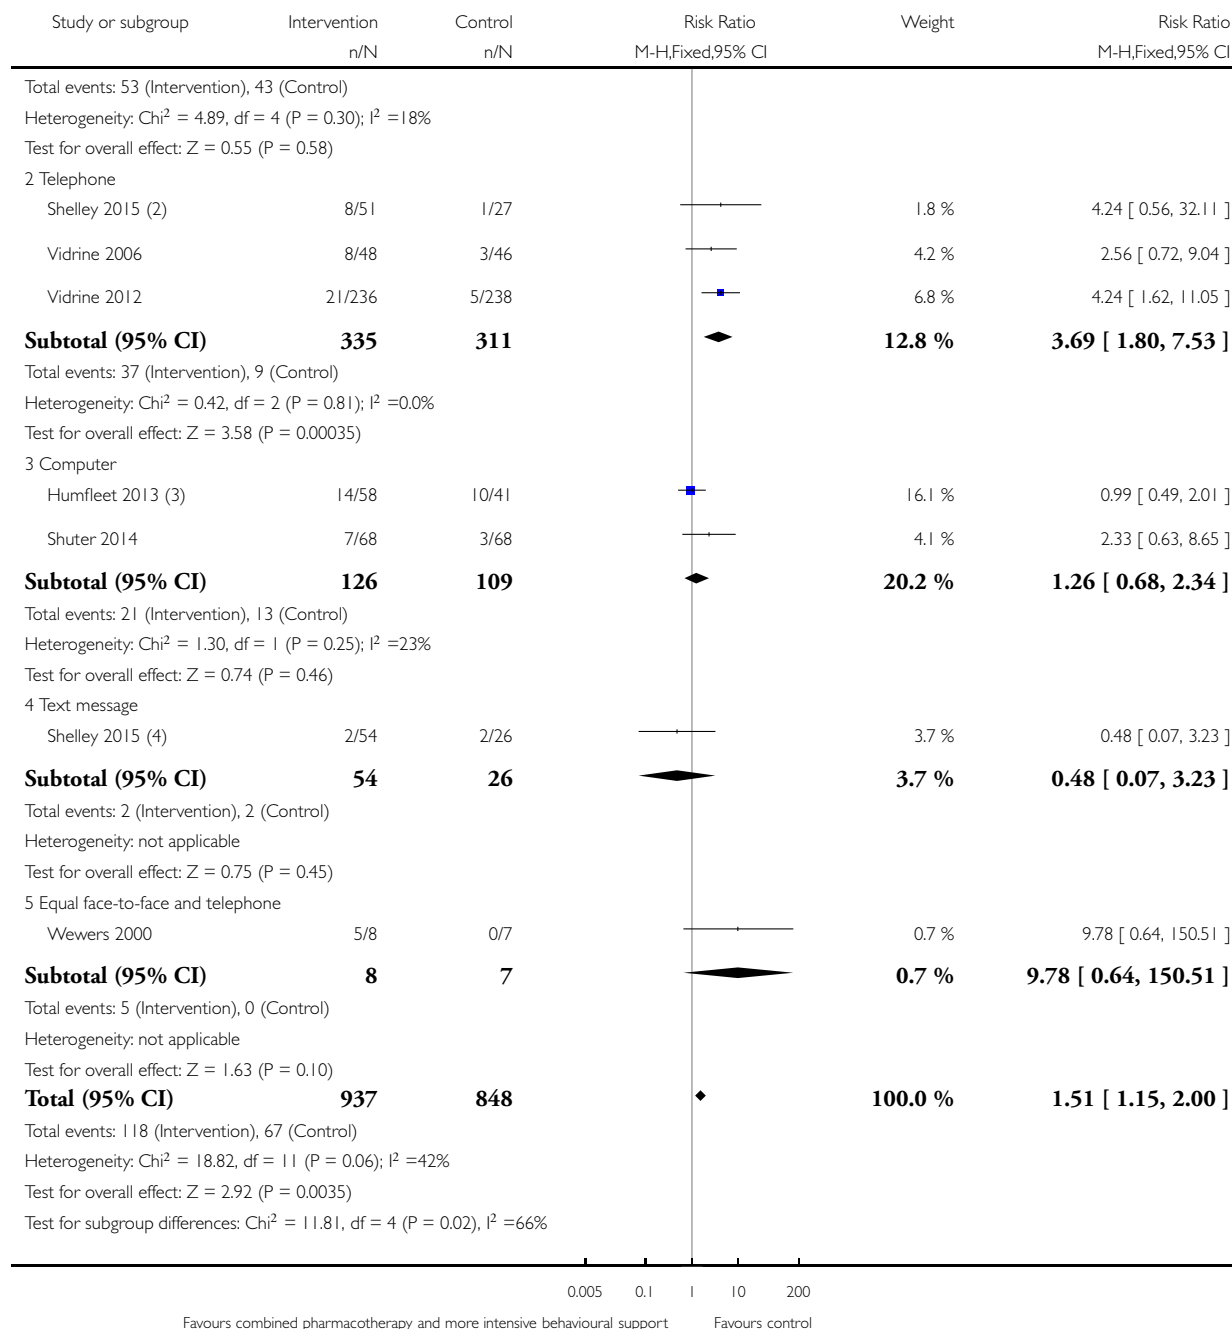 Study or subgroup Intervention Control Risk Ratio Weight Risk Ratio
n/N n/N M-H,Fixed,95% CI M-H,Fixed,95% CI
Total events: 53 (Intervention), 43 (Control)
Heterogeneity: Chi² = 4.89, df = 4 (P = 0.30); I² =18%
Test for overall effect: Z = 0.55 (P = 0.58)
2 Telephone
Shelley 2015 (2) 8/51 1/27 1.8 % 4.24 [ 0.56, 32.11 ]
Vidrine 2006 8/48 3/46 4.2 % 2.56 [ 0.72, 9.04 ]
Vidrine 2012 21/236 5/238 6.8 % 4.24 [ 1.62, 11.05 ]
Subtotal (95% CI) 335 311 12.8 % 3.69 [ 1.80, 7.53 ]
Total events: 37 (Intervention), 9 (Control)
Heterogeneity: Chi² = 0.42, df = 2 (P = 0.81); I² =0.0%
Test for overall effect: Z = 3.58 (P = 0.00035)
3 Computer
Humfleet 2013 (3) 14/58 10/41 16.1 % 0.99 [ 0.49, 2.01 ]
Shuter 2014 7/68 3/68 4.1 % 2.33 [ 0.63, 8.65 ]
Subtotal (95% CI) 126 109 20.2 % 1.26 [ 0.68, 2.34 ]
Total events: 21 (Intervention), 13 (Control)
Heterogeneity: Chi² = 1.30, df = 1 (P = 0.25); I² =23%
Test for overall effect: Z = 0.74 (P = 0.46)
4 Text message
Shelley 2015 (4) 2/54 2/26 3.7 % 0.48 [ 0.07, 3.23 ]
Subtotal (95% CI) 54 26 3.7 % 0.48 [ 0.07, 3.23 ]
Total events: 2 (Intervention), 2 (Control)
Heterogeneity: not applicable
Test for overall effect: Z = 0.75 (P = 0.45)
5 Equal face-to-face and telephone
Wewers 2000 5/8 0/7 0.7 % 9.78 [ 0.64, 150.51 ]
Subtotal (95% CI) 8 7 0.7 % 9.78 [ 0.64, 150.51 ]
Total events: 5 (Intervention), 0 (Control)
Heterogeneity: not applicable
Test for overall effect: Z = 1.63 (P = 0.10)
Total (95% CI) 937 848 100.0 % 1.51 [ 1.15, 2.00 ]
Total events: 118 (Intervention), 67 (Control)
Heterogeneity: Chi² = 18.82, df = 11 (P = 0.06); I² =42%
Test for overall effect: Z = 2.92 (P = 0.0035)
Test for subgroup differences: Chi² = 11.81, df = 4 (P = 0.02), I² =66%
0.005 0.1 1 10 200
Favours combined pharmacotherapy and more intensive behavioural support Favours control